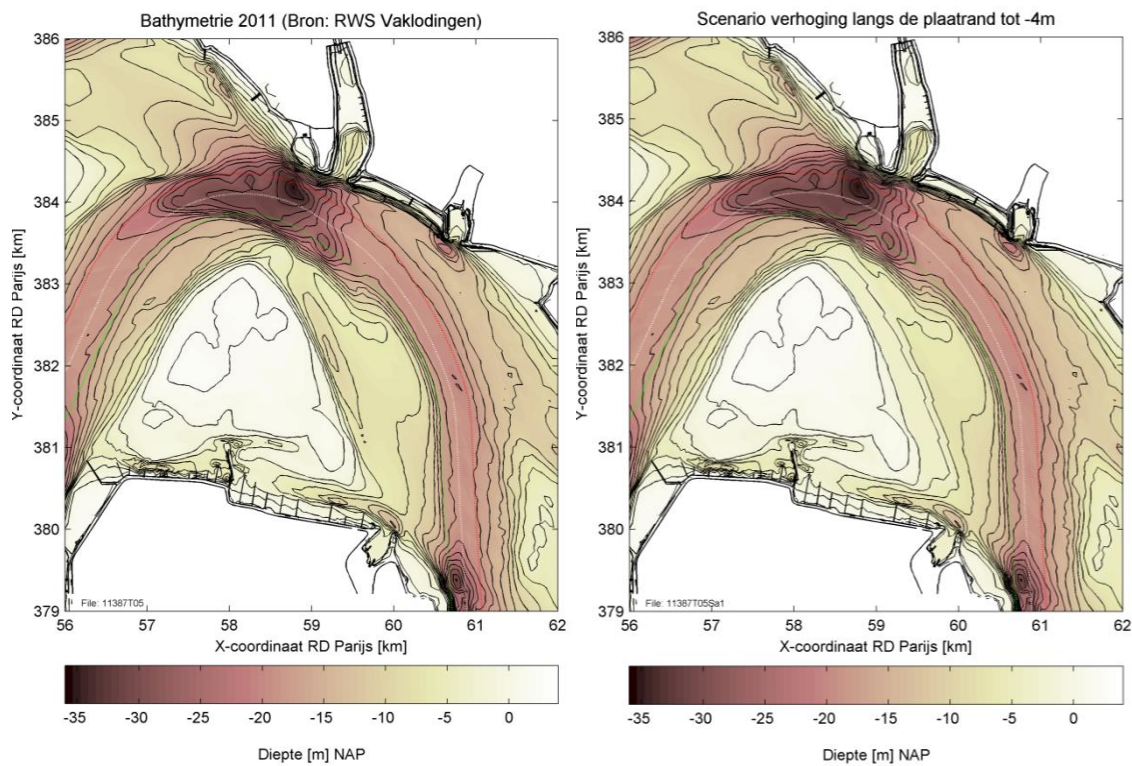 Bathymetrie 2011 (Bron: RWS Vaklodingen)
386
385
384
383
382
381
380
379
Y-coordinaat RD Parijs [km]
File: 11387T05
56 57 58 59 60 61 62
X-coordinaat RD Parijs [km]
-35 -30 -25 -20 -15 -10 -5 0
Diepte [m] NAP
Scenario verhoging langs de plaatrand tot -4m
386
385
384
383
382
381
380
379
Y-coordinaat RD Parijs [km]
File: 11387T05Sa1
56 57 58 59 60 61 62
X-coordinaat RD Parijs [km]
-35 -30 -25 -20 -15 -10 -5 0
Diepte [m] NAP